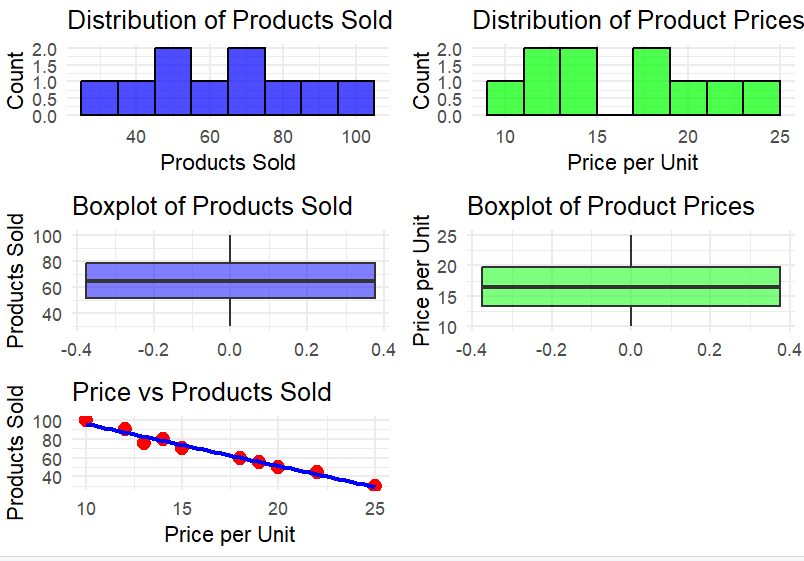 Distribution of Products Sold
Count
2.0
1.5
1.0
0.5
0.0
40 60 80 100
Products Sold
Distribution of Product Prices
Count
2.0
1.5
1.0
0.5
0.0
10 15 20 25
Price per Unit
Boxplot of Products Sold
Products Sold
100
80
60
40
-0.4 -0.2 0.0 0.2 0.4
Boxplot of Product Prices
Price per Unit
25
20
15
10
-0.4 -0.2 0.0 0.2 0.4
Price vs Products Sold
Products Sold
100
80
60
40
10 15 20 25
Price per Unit